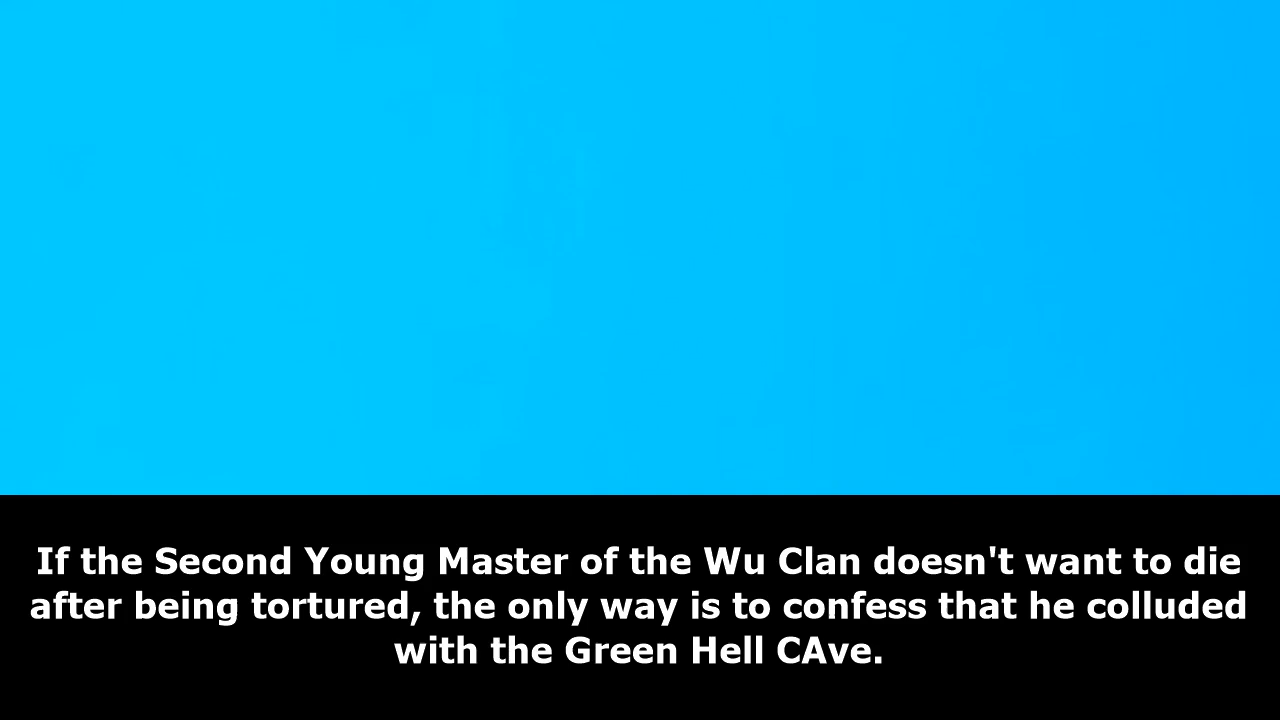 If the Second Young Master of the Wu Clan doesn't want to die
after being tortured, the only way is to confess that he colluded
with the Green Hell CAve.